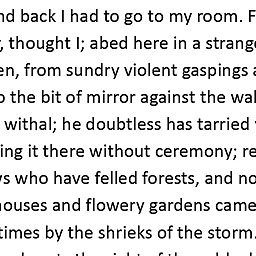 nd back I had to go to my room. F
, thought I; abed here in a strange
en, from sundry violent gaspings a
the bit of mirror against the wal
withal; he doubtless has tarried
ing it there without ceremony; re
s who have felled forests, and no
houses and flowery gardens came
times by the shrieks of the storm.